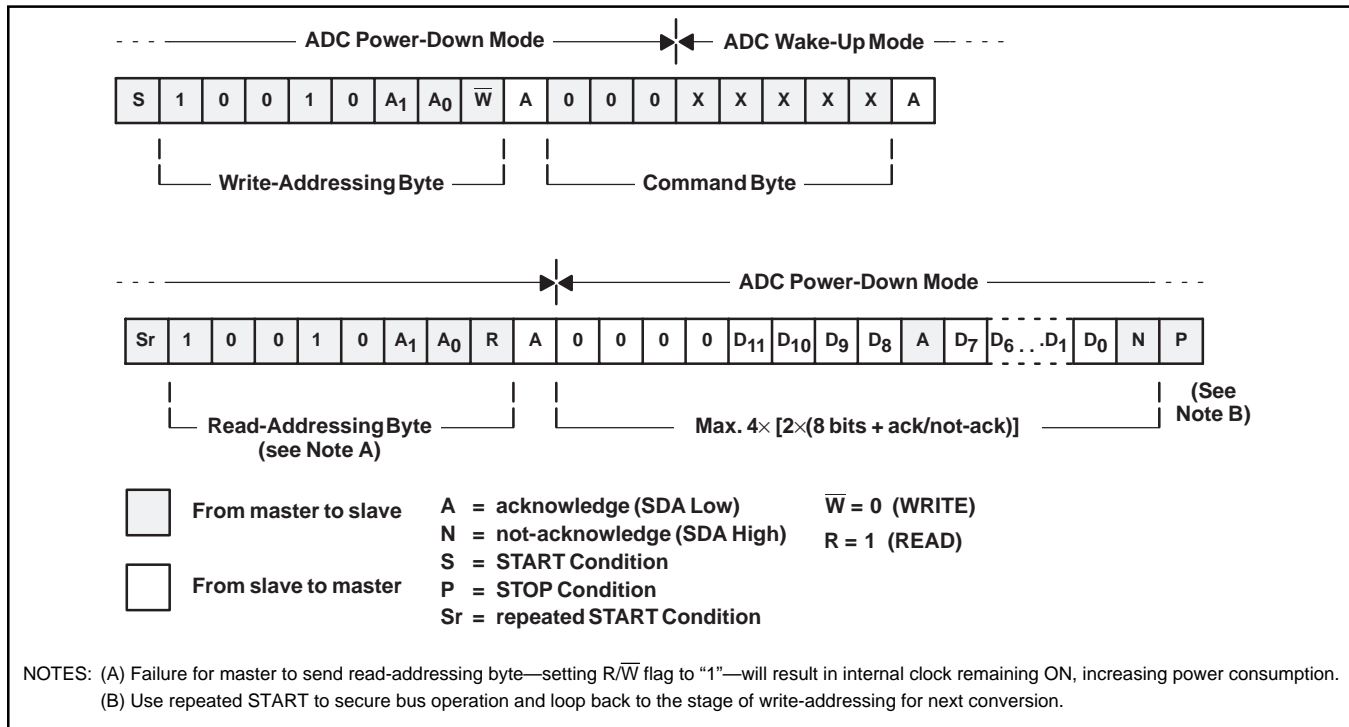 ADC Power-Down Mode ADC Wake-Up Mode
S 1 0 0 1 0 A1 A0 W̅ A 0 0 0 X X X X X A
Write-Addressing Byte Command Byte
ADC Power-Down Mode
Sr 1 0 0 1 0 A1 A0 R A 0 0 0 0 D11 D10 D9 D8 A D7 D6 . . . D1 D0 N P
Read-Addressing Byte
(see Note A)
Max. 4× [2×(8 bits + ack/not-ack)]
(See
Note B)
From master to slave
From slave to master
A = acknowledge (SDA Low)
N = not-acknowledge (SDA High)
S = START Condition
P = STOP Condition
Sr = repeated START Condition
W̅ = 0 (WRITE)
R = 1 (READ)
NOTES: (A) Failure for master to send read-addressing byte—setting R/W̅ flag to “1”—will result in internal clock remaining ON, increasing power consumption.
(B) Use repeated START to secure bus operation and loop back to the stage of write-addressing for next conversion.